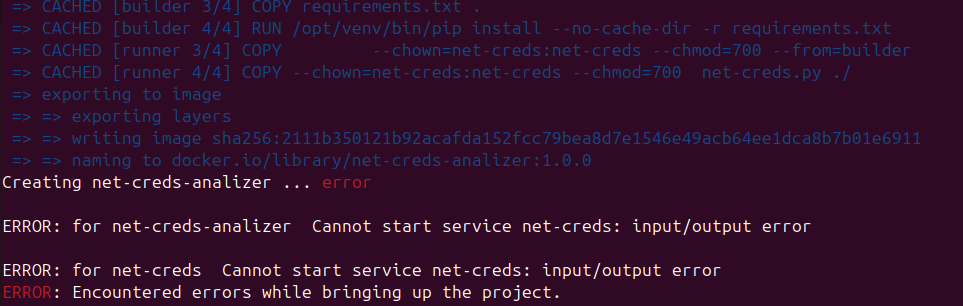 => CACHED [builder 3/4] COPY requirements.txt .
=> CACHED [builder 4/4] RUN /opt/venv/bin/pip install --no-cache-dir -r requirements.txt
=> CACHED [runner 3/4] COPY        --chown=net-creds:net-creds --chmod=700 --from=builder
=> CACHED [runner 4/4] COPY --chown=net-creds:net-creds --chmod=700  net-creds.py ./
=> exporting to image
=> => exporting layers
=> => writing image sha256:2111b350121b92acafda152fcc79bea8d7e1546e49acb64ee1dca8b7b01e6911
=> => naming to docker.io/library/net-creds-analizer:1.0.0
Creating net-creds-analizer ... error
ERROR: for net-creds-analizer  Cannot start service net-creds: input/output error
ERROR: for net-creds  Cannot start service net-creds: input/output error
ERROR: Encountered errors while bringing up the project.